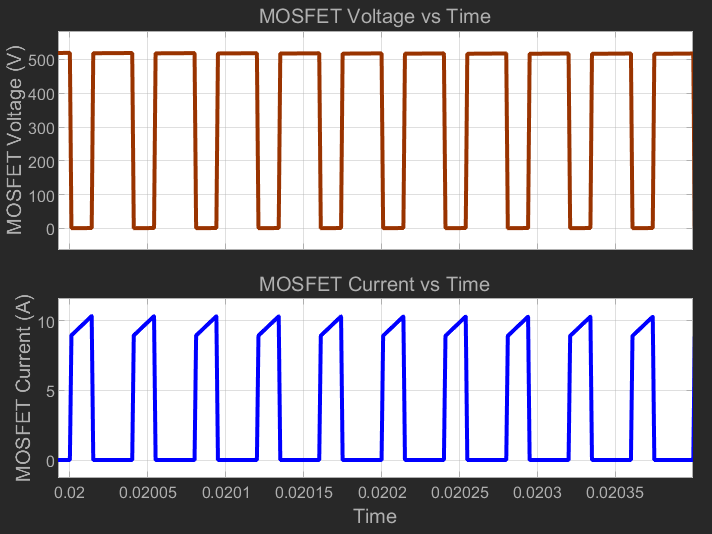 MOSFET Voltage vs Time
MOSFET Voltage (V)
500
400
300
200
100
0
MOSFET Current vs Time
MOSFET Current (A)
10
5
0
0.02 0.02005 0.0201 0.02015 0.0202 0.02025 0.0203 0.02035
Time